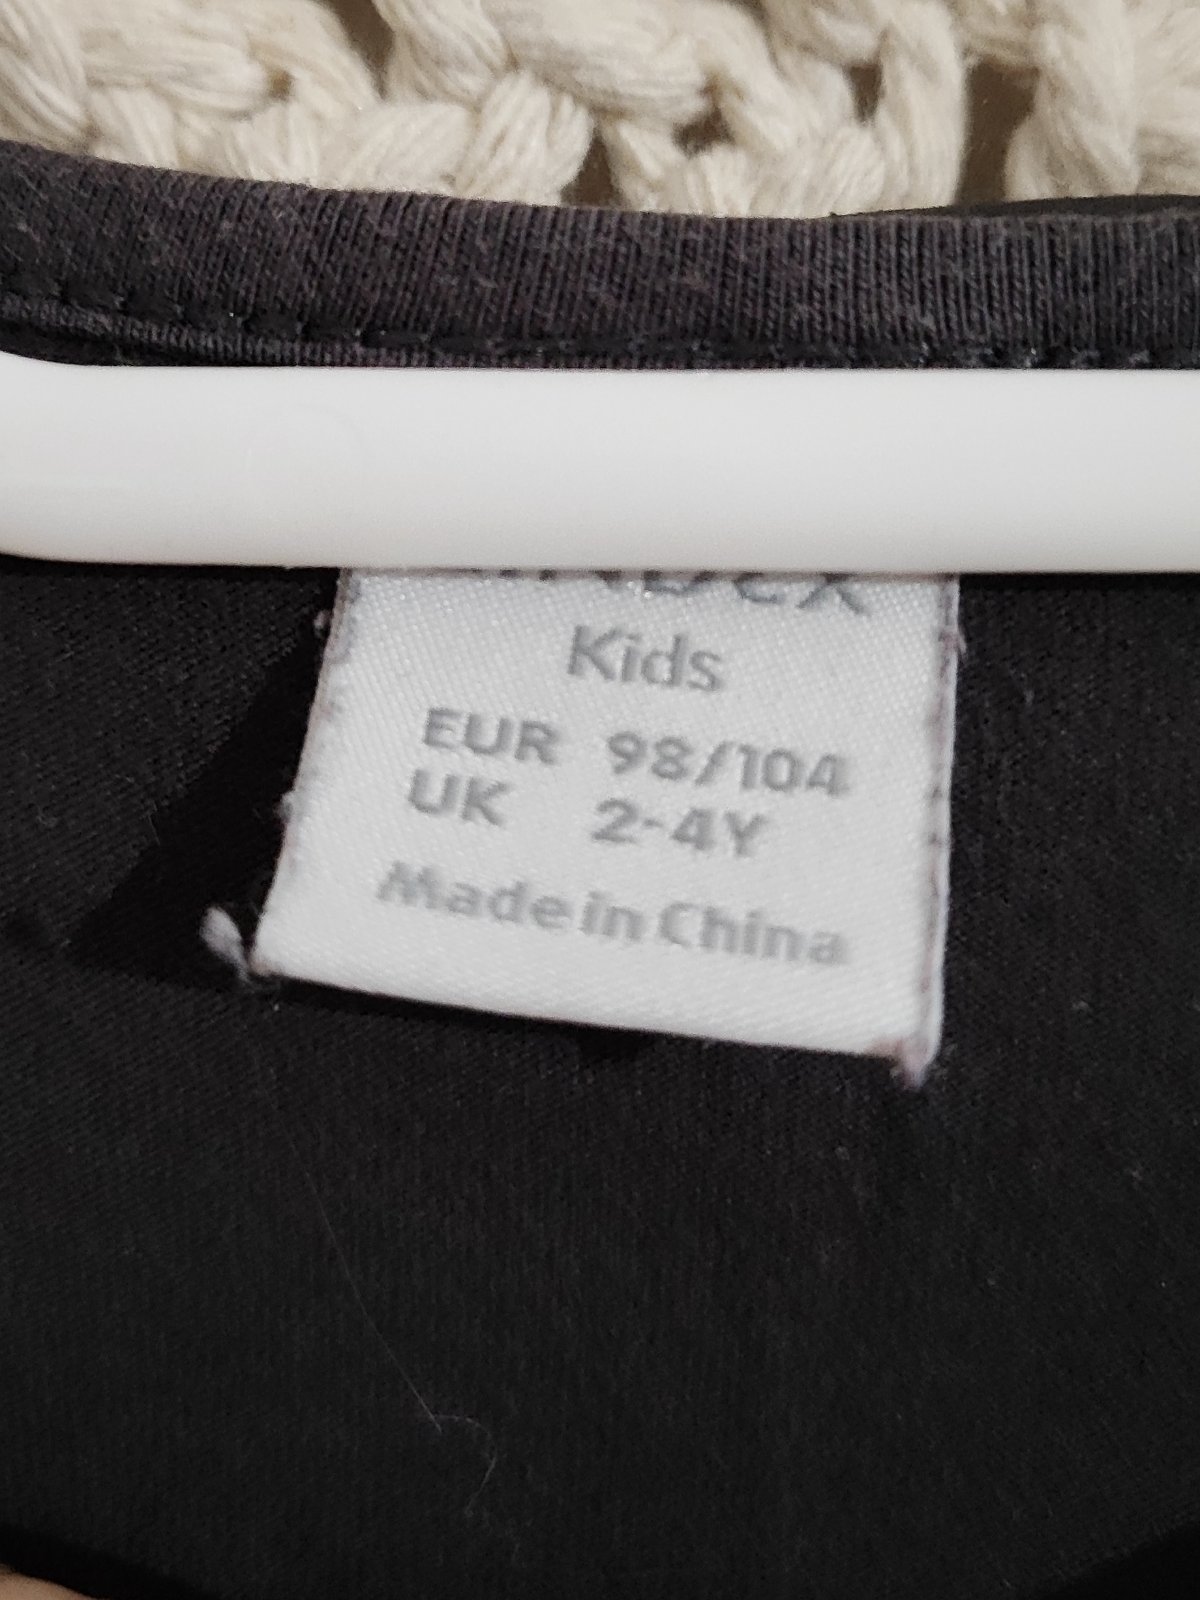 Kids
EUR 98/104
UK 2-4Y
Made in China